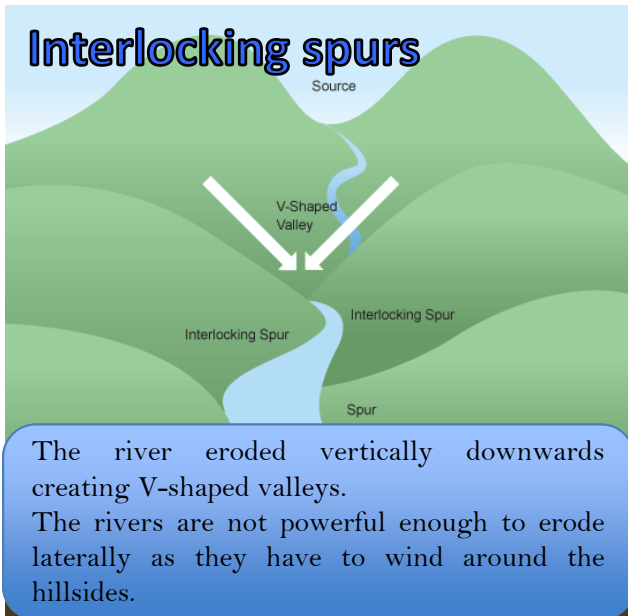 Interlocking spurs
Source
V-Shaped
Valley
Interlocking Spur
Interlocking Spur
Spur
The river eroded vertically downwards
creating V-shaped valleys.
The rivers are not powerful enough to erode
laterally as they have to wind around the
hillsides.